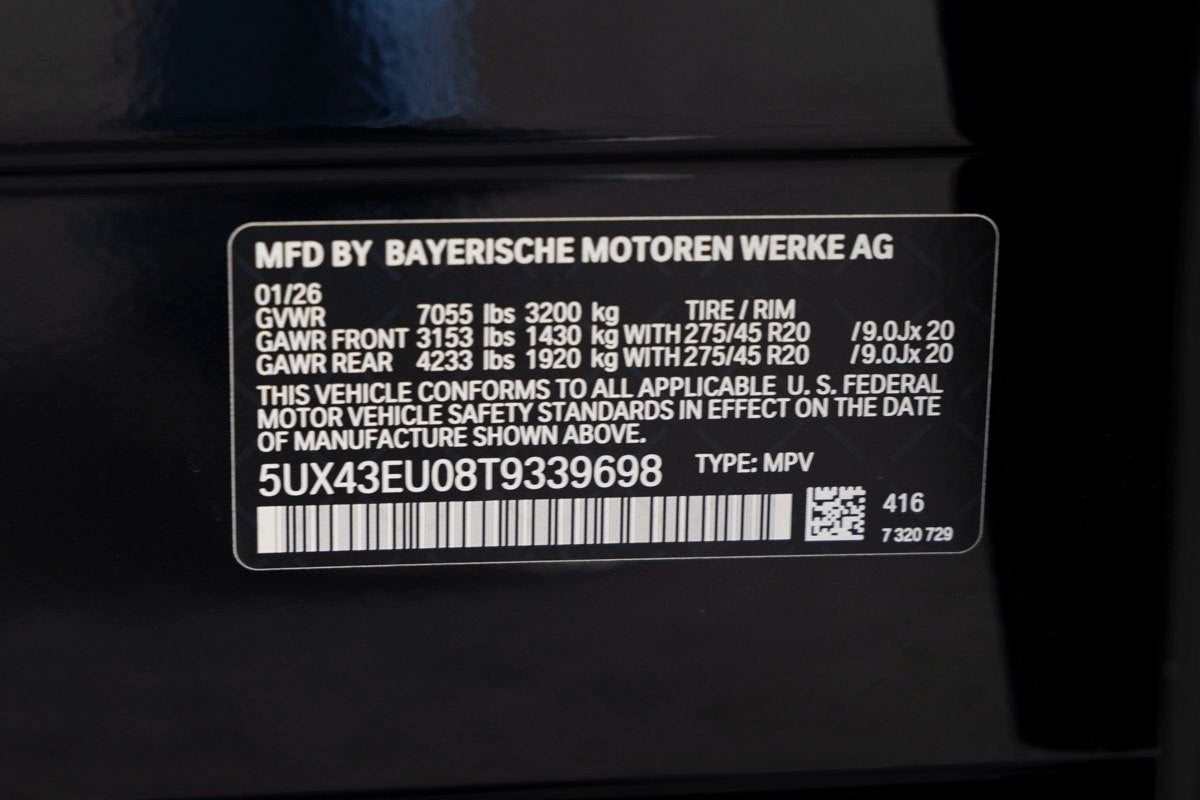 MFD BY BAYERISCHE MOTOREN WERKE AG
01/26
GVWR 7055 lbs 3200 kg TIRE / RIM
GAWR FRONT 3153 lbs 1430 kg WITH 275/45 R20 /9.0Jx 20
GAWR REAR 4233 lbs 1920 kg WITH 275/45 R20 /9.0Jx 20
THIS VEHICLE CONFORMS TO ALL APPLICABLE U. S. FEDERAL
MOTOR VEHICLE SAFETY STANDARDS IN EFFECT ON THE DATE
OF MANUFACTURE SHOWN ABOVE.
5UX43EU08T9339698 TYPE: MPV
416
7 320 729